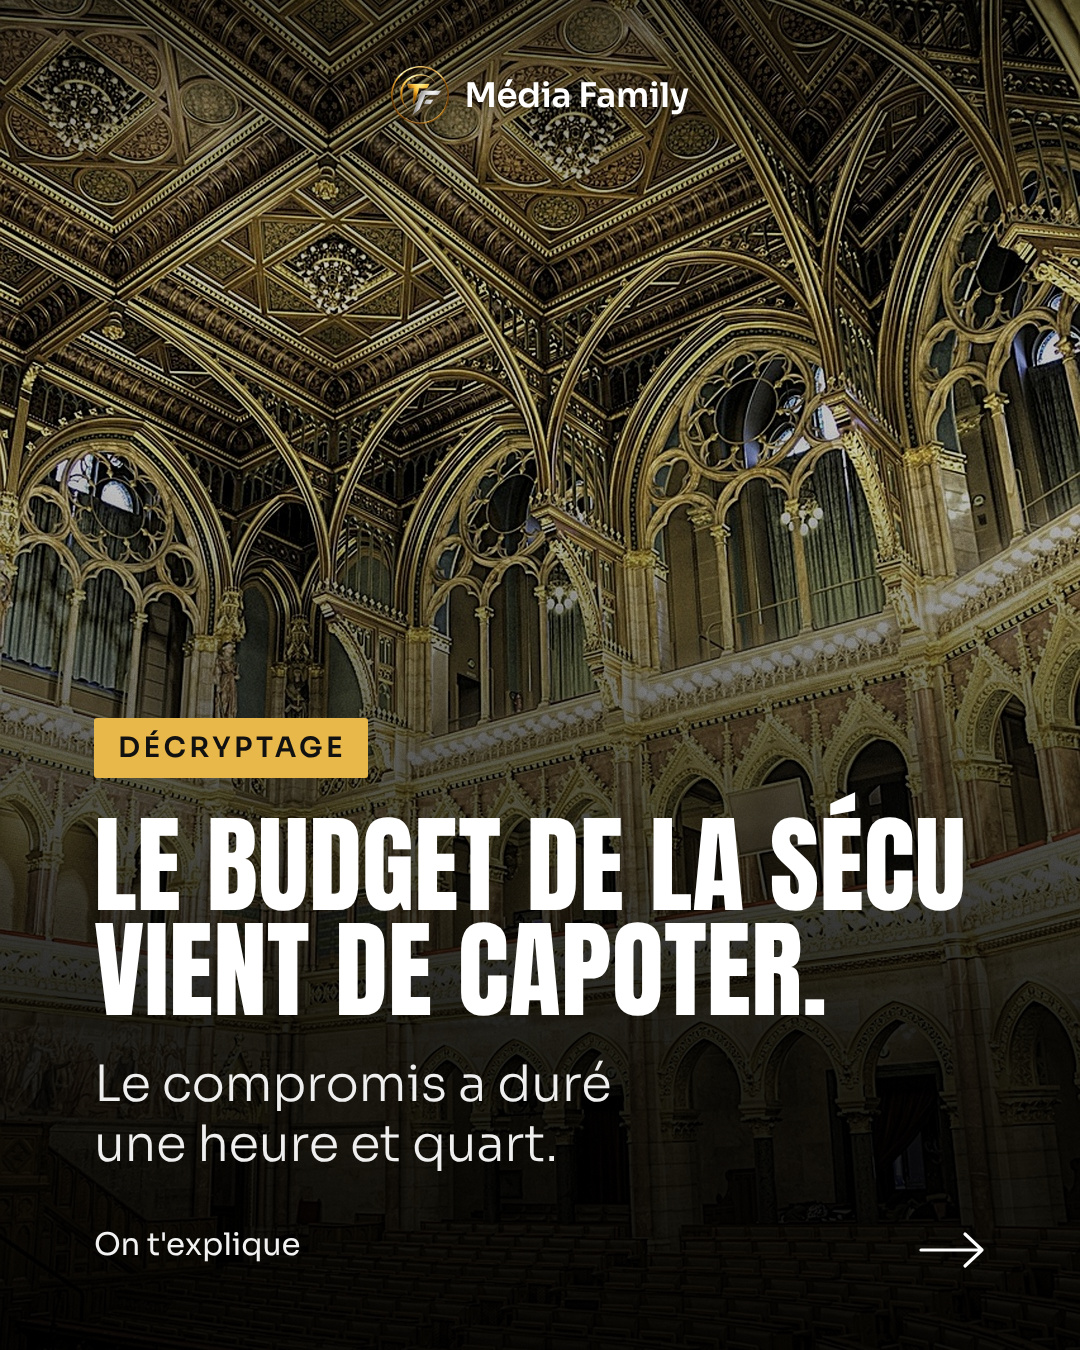 Média Family
DÉCRYPTAGE
LE BUDGET DE LA SÉCU
VIENT DE CAPOTER.
Le compromis a duré
une heure et quart.
On t'explique